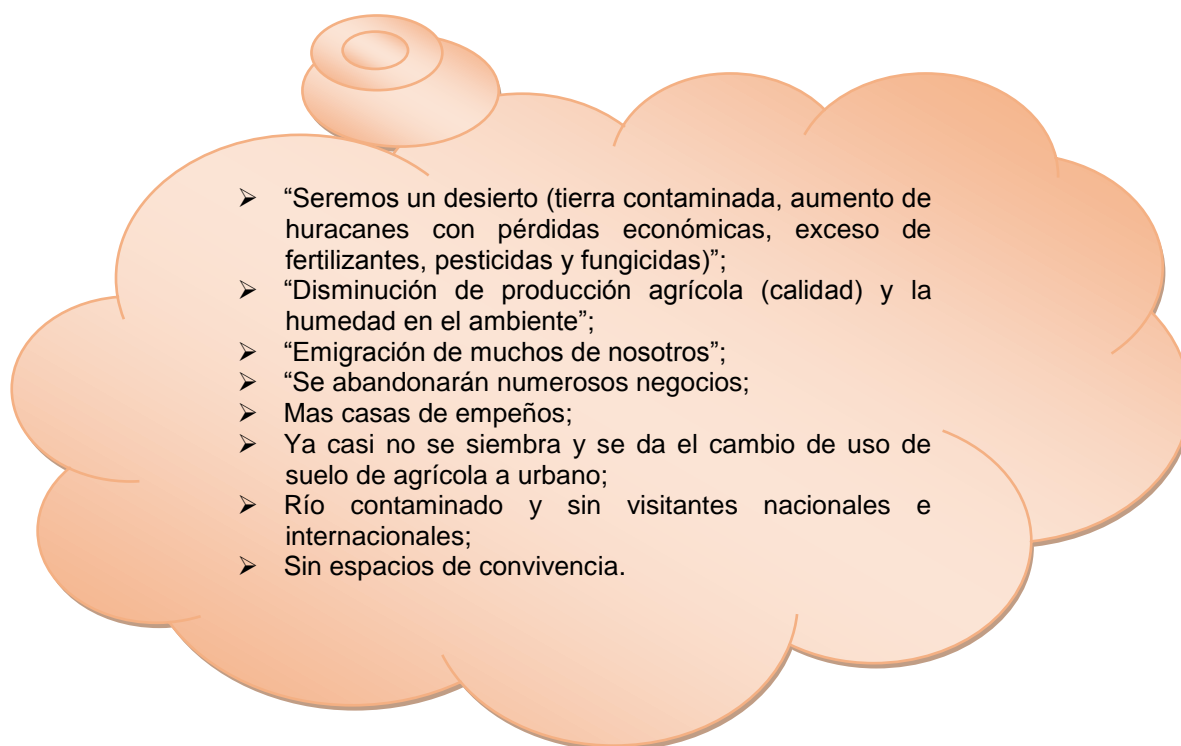 ➢ “Seremos un desierto (tierra contaminada, aumento de
huracanes con pérdidas económicas, exceso de
fertilizantes, pesticidas y fungicidas)”;
➢ “Disminución de producción agrícola (calidad) y la
humedad en el ambiente”;
➢ “Emigración de muchos de nosotros”;
➢ “Se abandonarán numerosos negocios;
➢ Mas casas de empeños;
➢ Ya casi no se siembra y se da el cambio de uso de
suelo de agrícola a urbano;
➢ Río contaminado y sin visitantes nacionales e
internacionales;
➢ Sin espacios de convivencia.